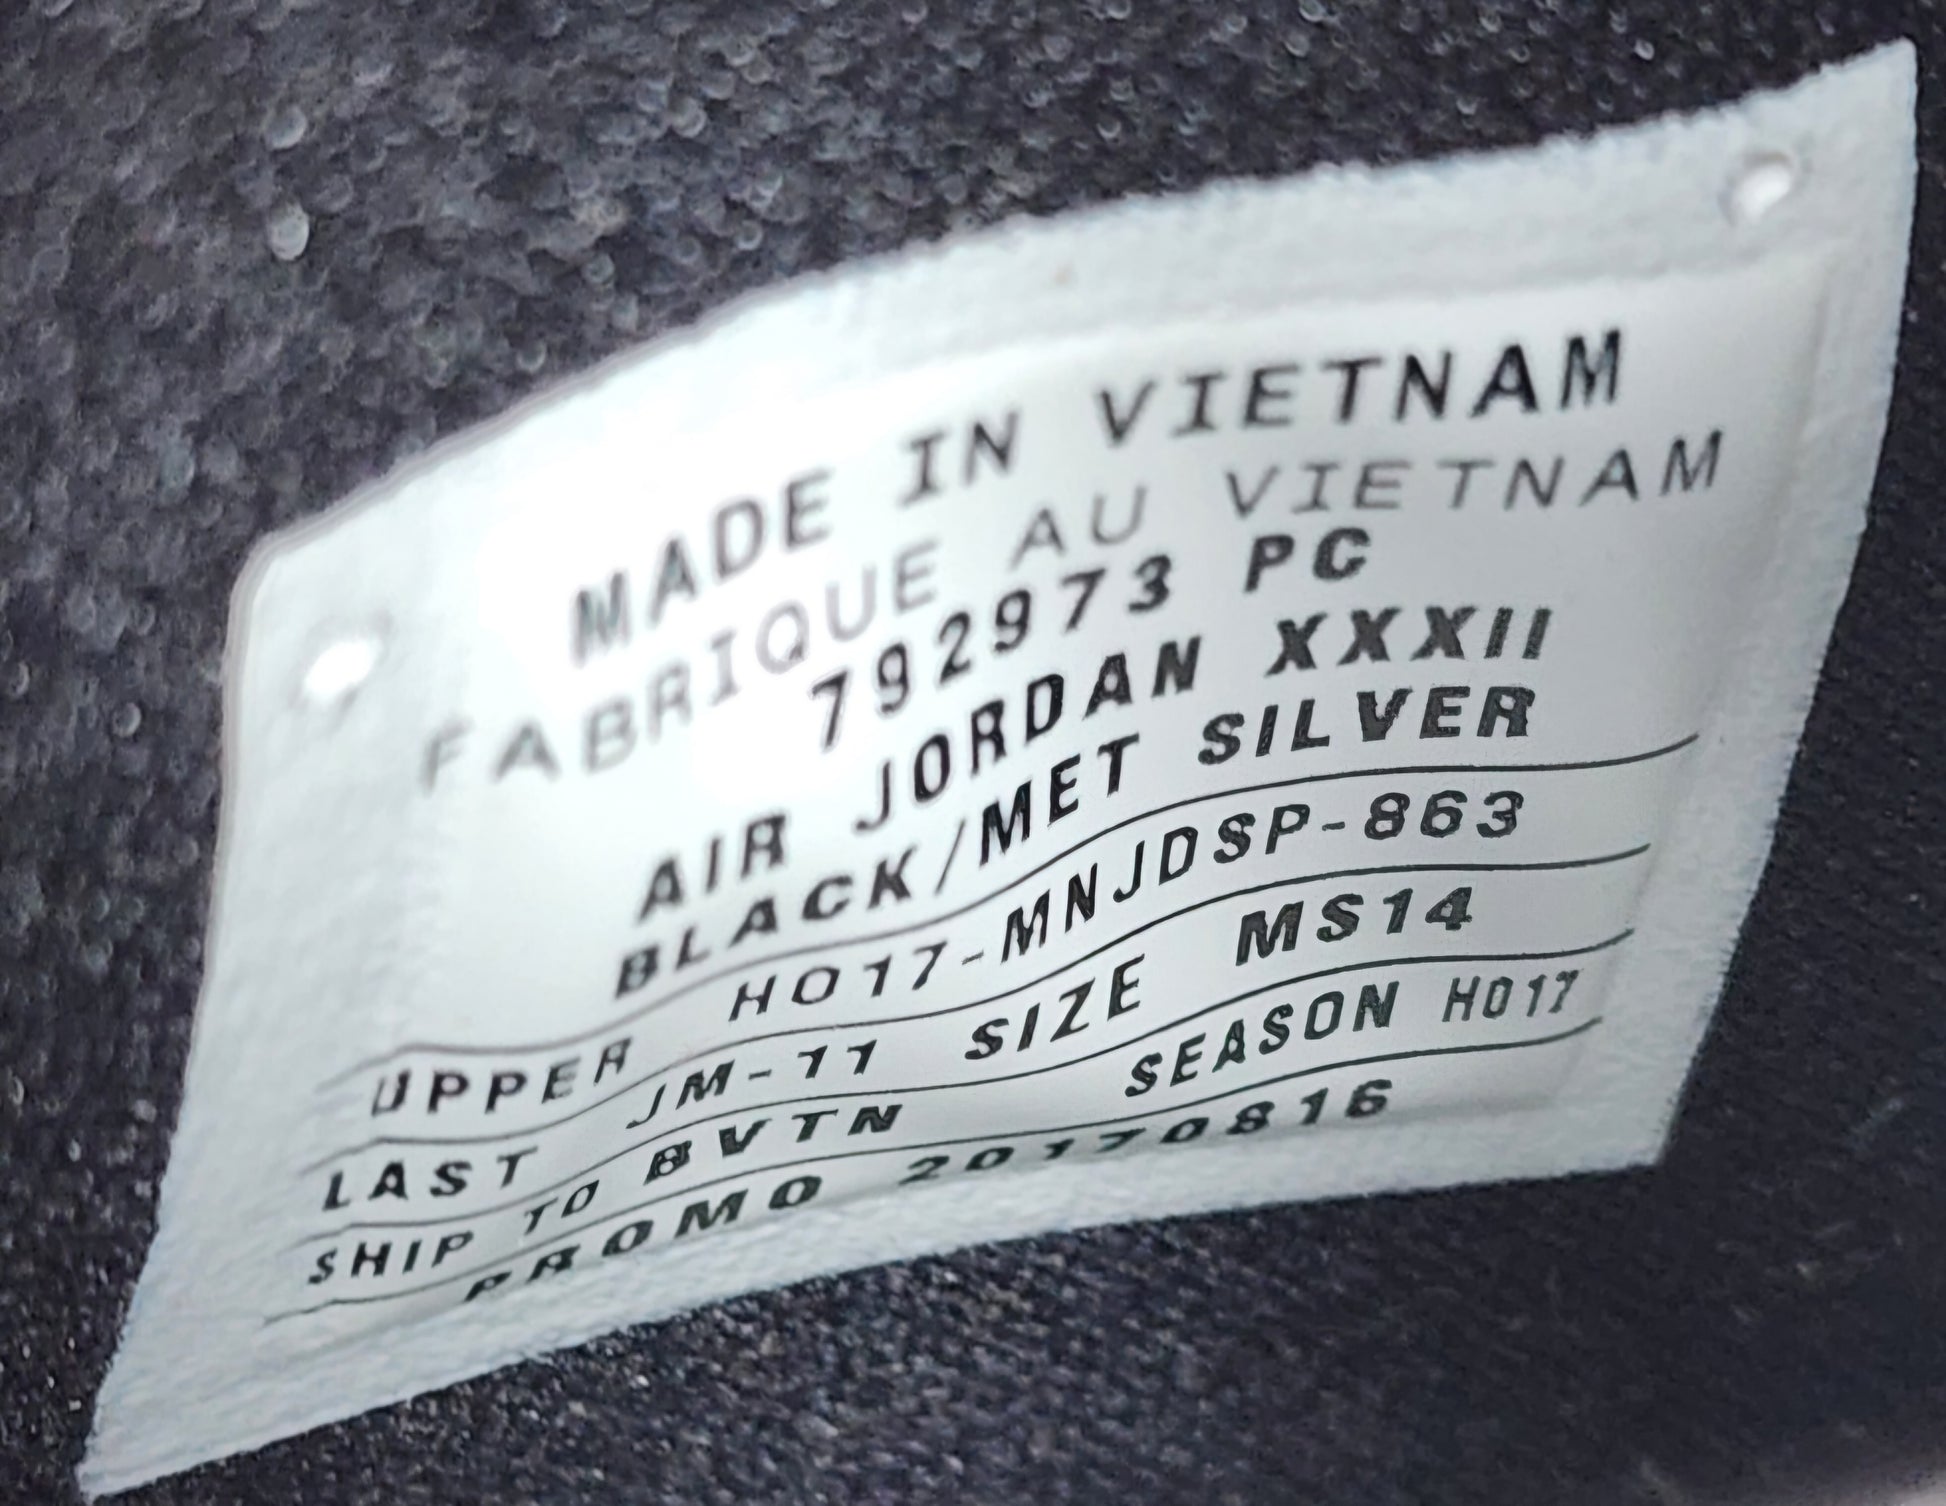 MADE IN VIETNAM
FABRIQUE AU VIETNAM
792973 PC
AIR JORDAN XXXII
BLACK/MET SILVER
UPPER HO17-MNJDSP-863
LAST JM-11 SIZE MS14
SHIP TO BVTN SEASON HO17
PROMO 20170816